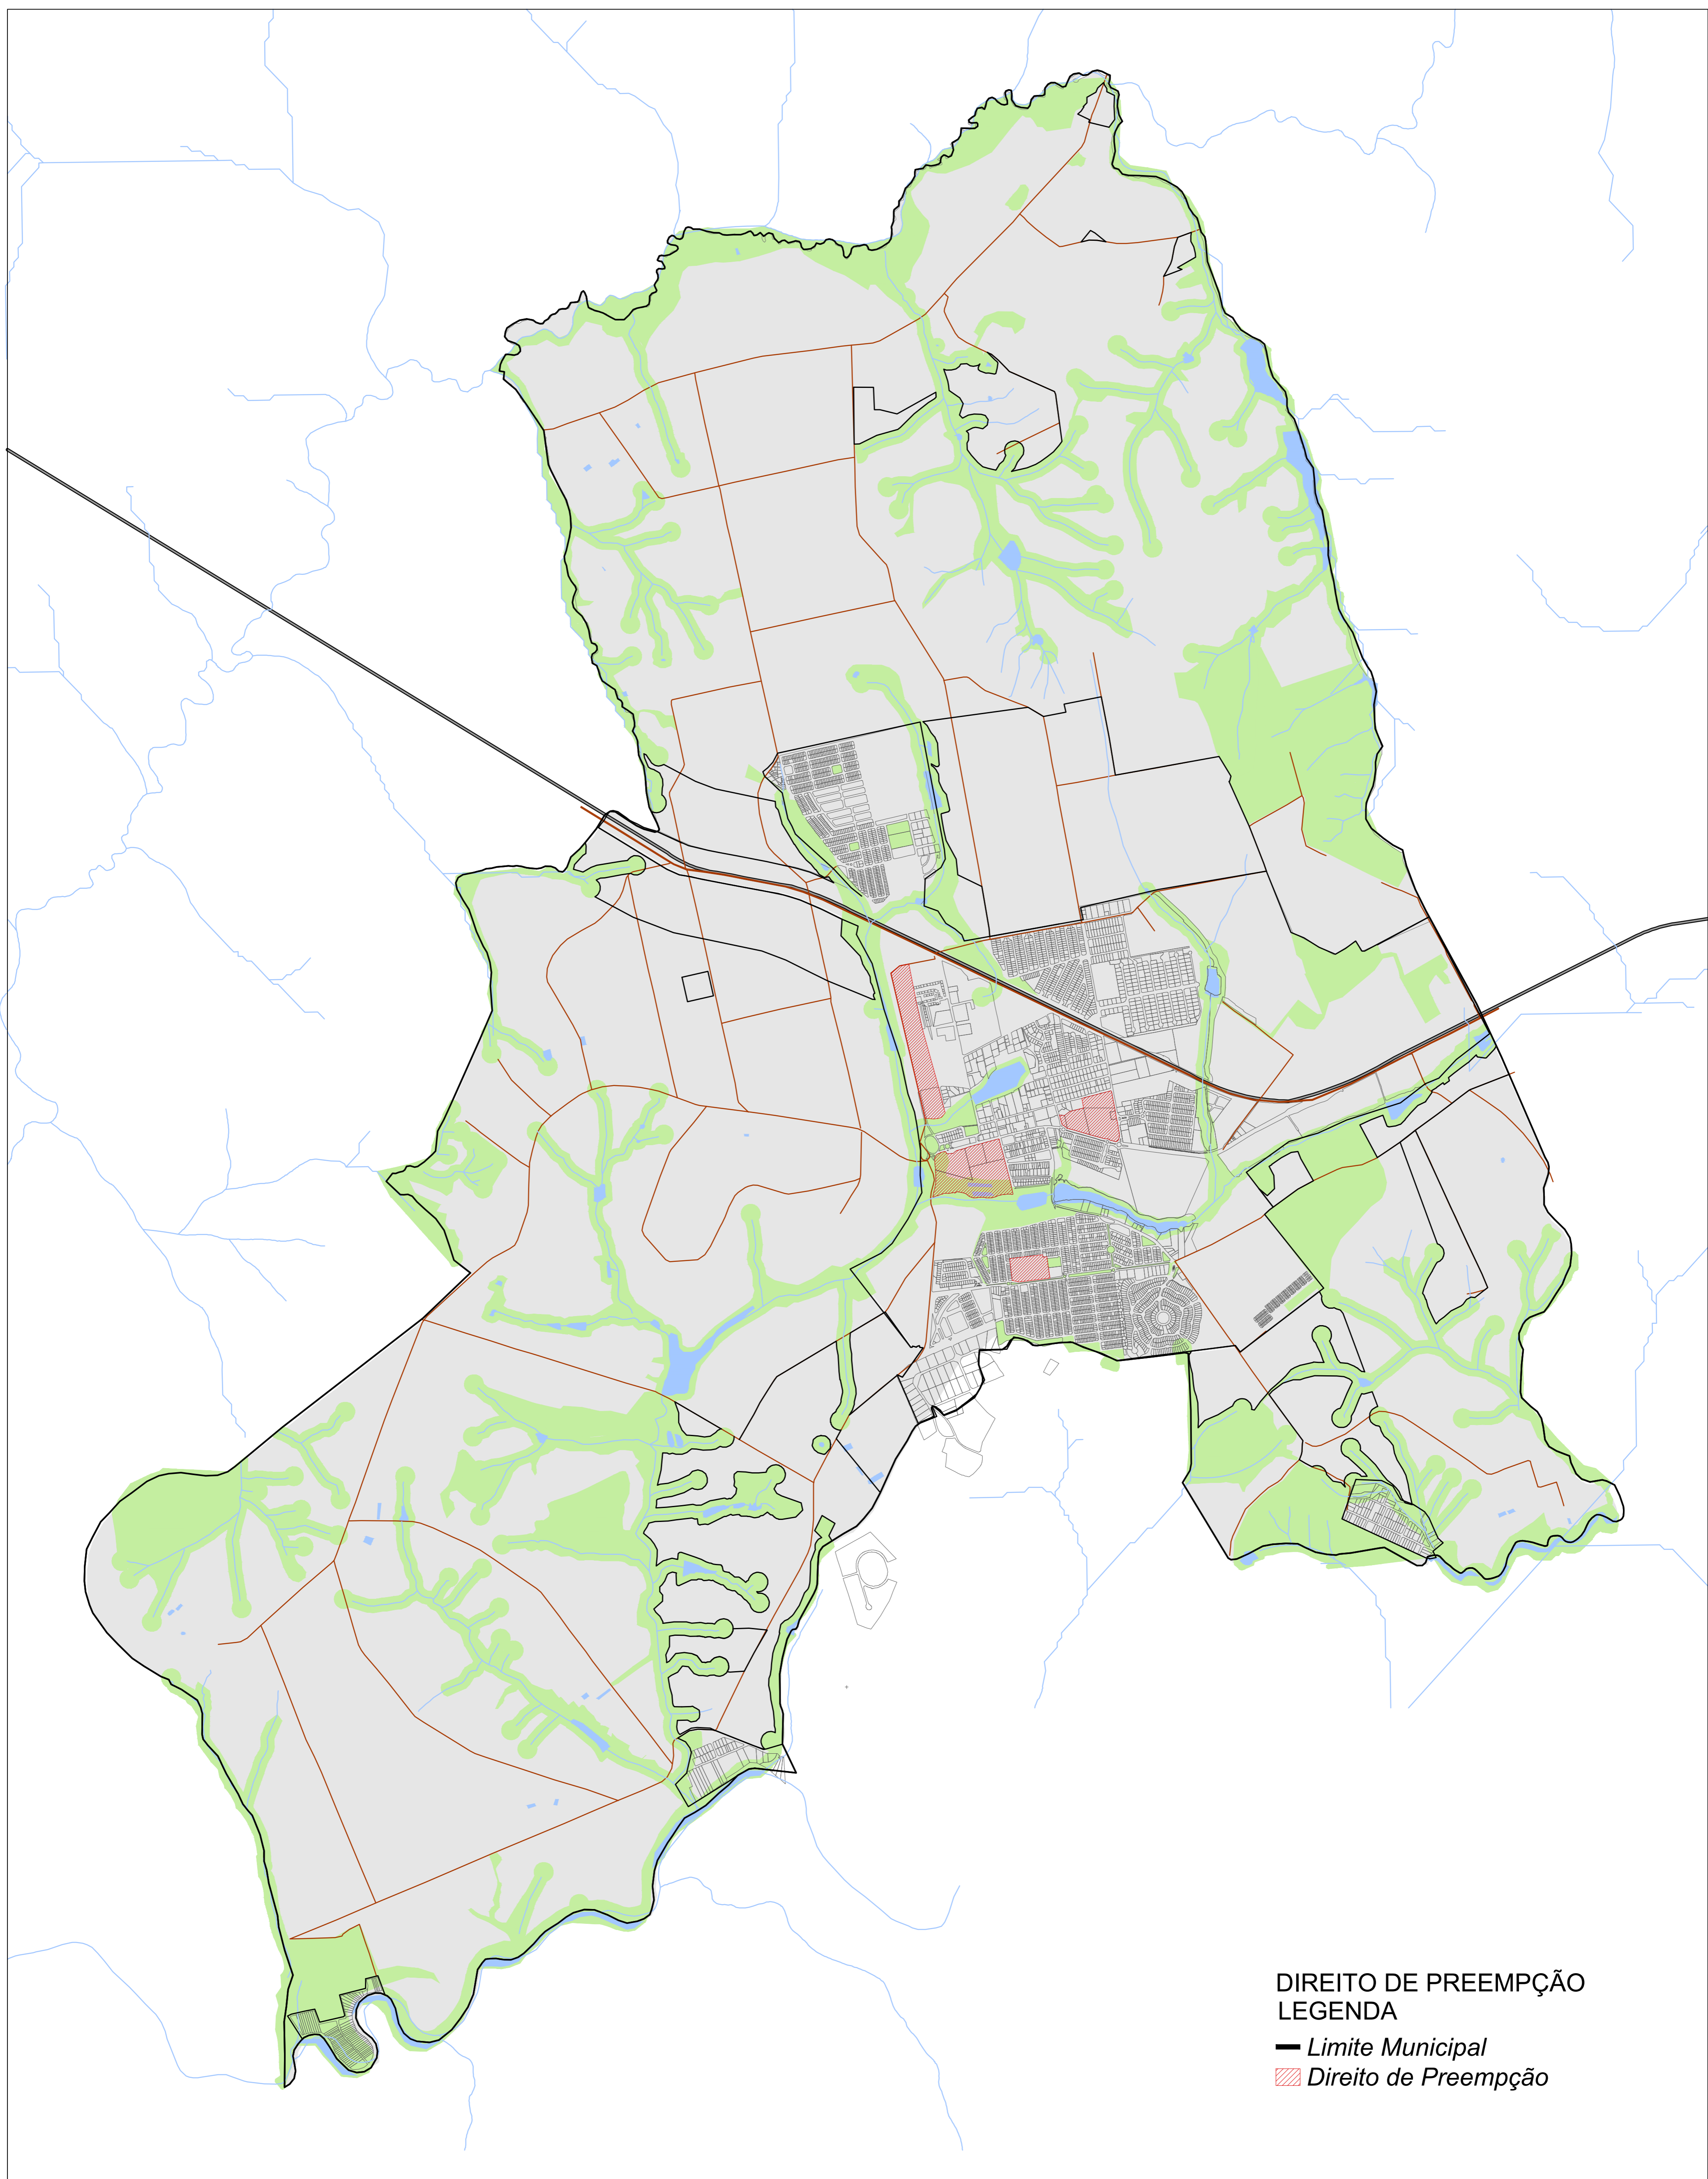 DIREITO DE PREEMPÇÃO
LEGENDA
Limite Municipal
Direito de Preempção